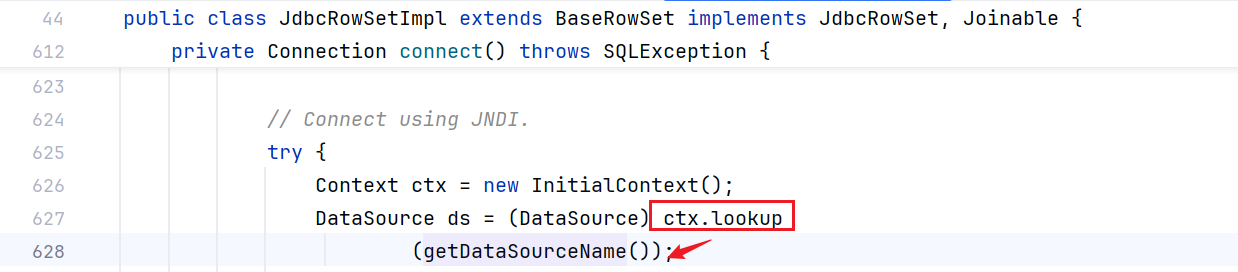 44 public class JdbcRowSetImpl extends BaseRowSet implements JdbcRowSet, Joinable {
612 private Connection connect() throws SQLException {
623
624 // Connect using JNDI.
625 try {
626 Context ctx = new InitialContext();
627 DataSource ds = (DataSource) ctx.lookup
628 (getDataSourceName());